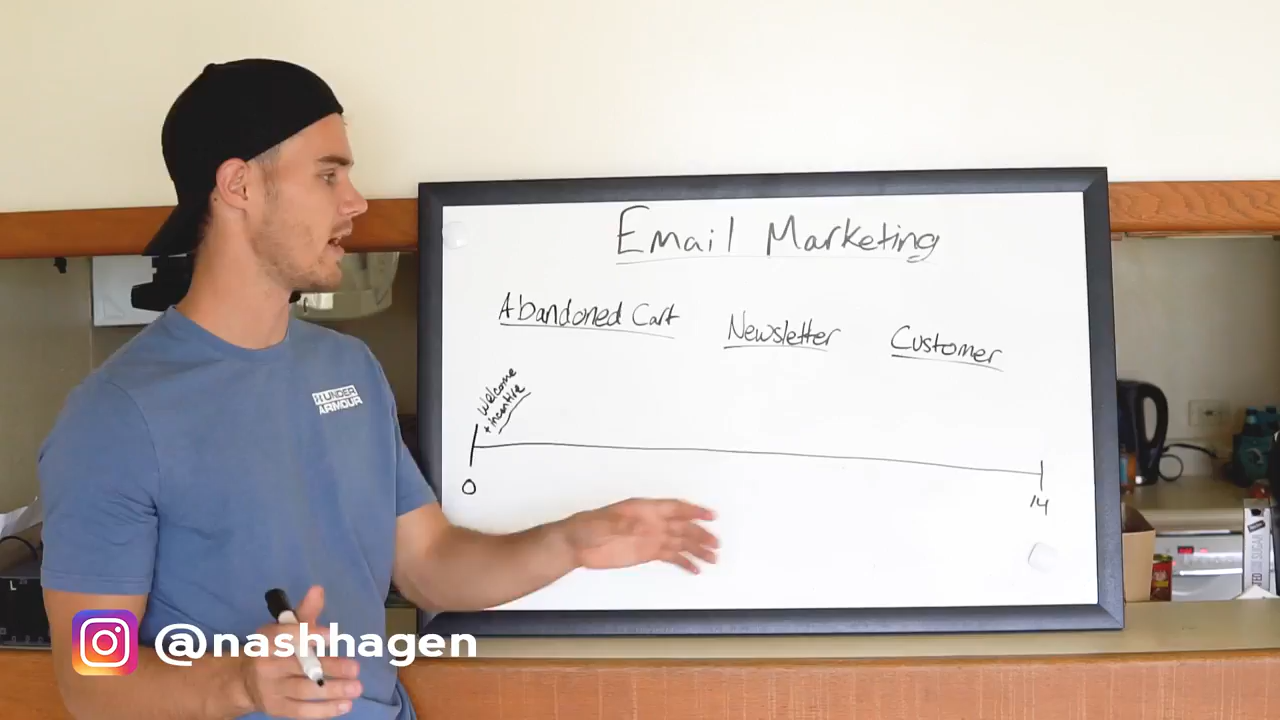 Email Marketing
Abandoned Cart
Newsletter
Customer
Welcome
+ Incentive
0
14
UNDER
ARMOUR
@nashhagen